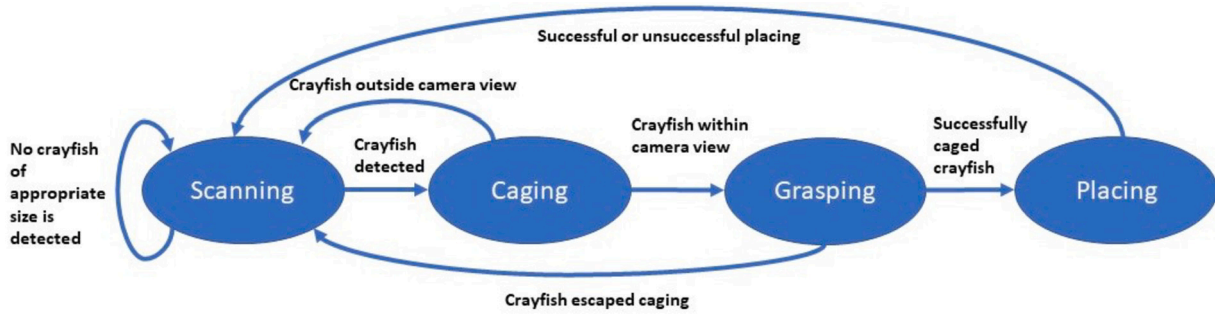 Successful or unsuccessful placing
Crayfish outside camera view
No crayfish
of
appropriate
size is
detected
Scanning
Crayfish
detected
Caging
Crayfish within
camera view
Grasping
Successfully
caged
crayfish
Placing
Crayfish escaped caging